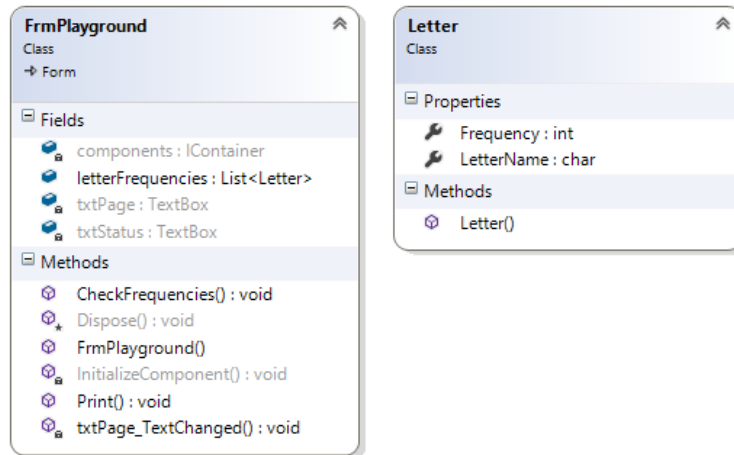 FrmPlayground
Class
Form
Fields
components : IContainer
letterFrequencies : List<Letter>
txtPage : TextBox
txtStatus : TextBox
Methods
CheckFrequencies() : void
Dispose() : void
FrmPlayground()
InitializeComponent() : void
Print() : void
txtPage_TextChanged() : void
Letter
Class
Properties
Frequency : int
LetterName : char
Methods
Letter()